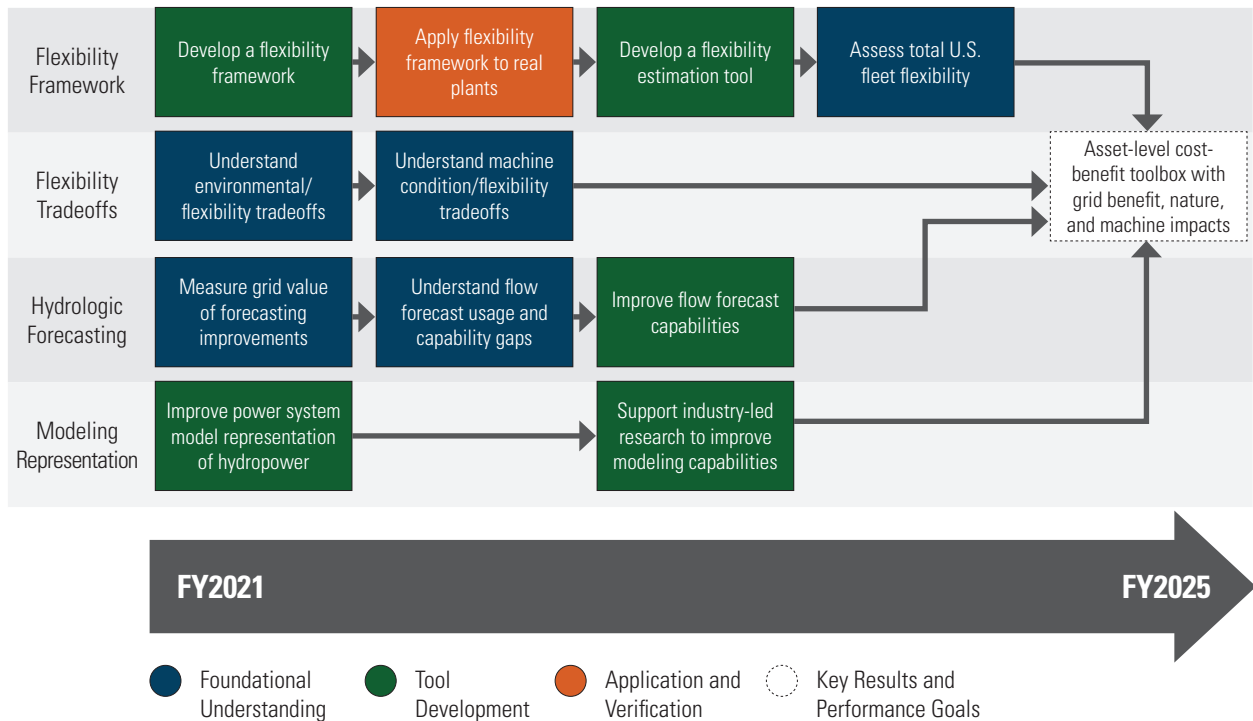 Flexibility
Framework
Develop a flexibility
framework
Apply flexibility
framework to real
plants
Develop a flexibility
estimation tool
Assess total U.S.
fleet flexibility
Flexibility
Tradeoffs
Understand
environmental/
flexibility tradeoffs
Understand machine
condition/flexibility
tradeoffs
Asset-level cost-
benefit toolbox with
grid benefit, nature,
and machine impacts
Hydrologic
Forecasting
Measure grid value
of forecasting
improvements
Understand flow
forecast usage and
capability gaps
Improve flow forecast
capabilities
Modeling
Representation
Improve power system
model representation
of hydropower
Support industry-led
research to improve
modeling capabilities
FY2021
FY2025
Foundational
Understanding
Tool
Development
Application and
Verification
Key Results and
Performance Goals